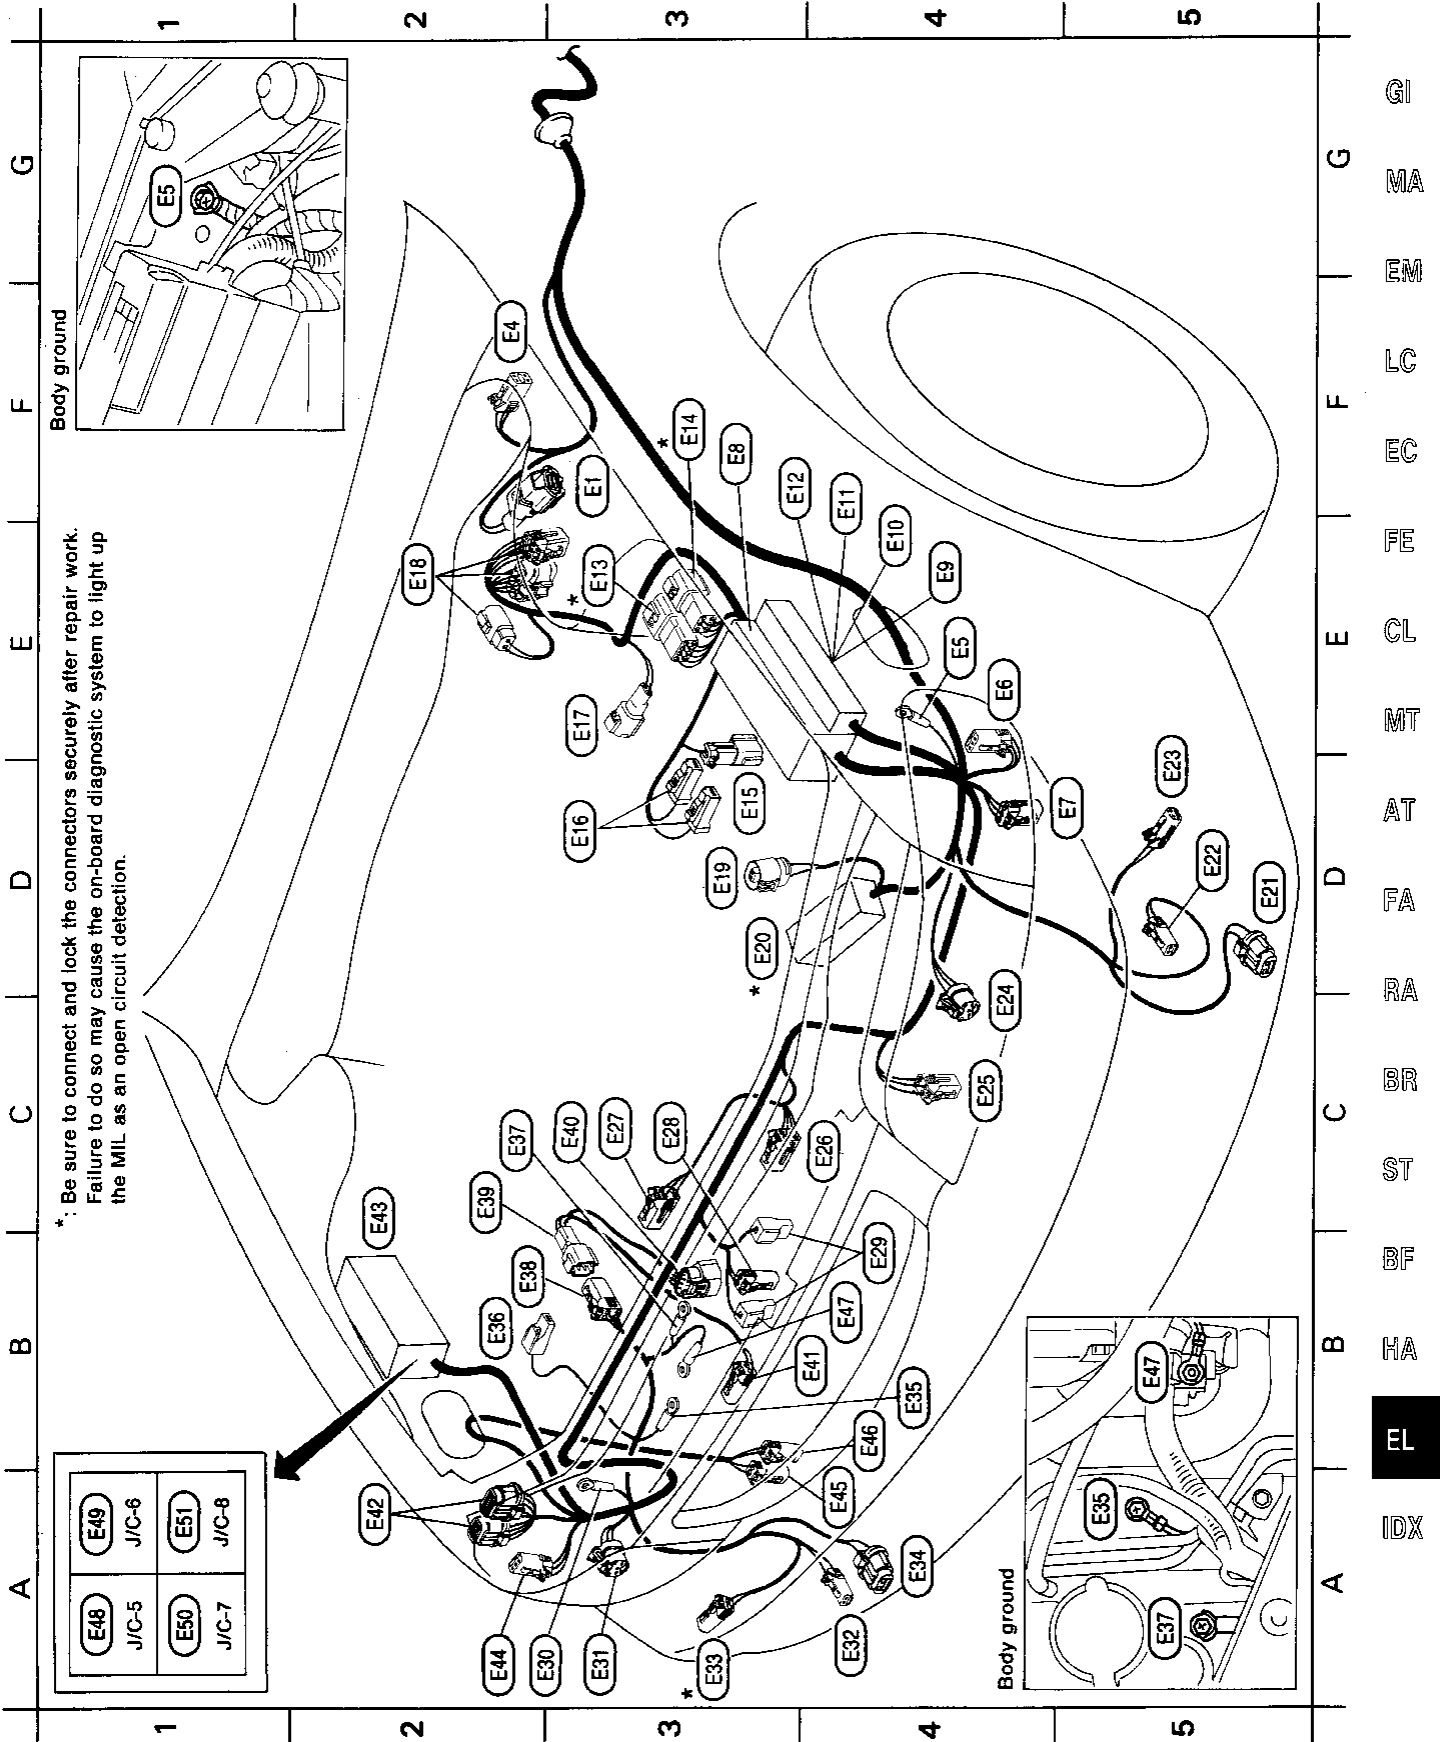 1
2
3
4
5
G
F
E
D
C
B
A
GI
MA
EM
LC
EC
FE
CL
MT
AT
FA
RA
BR
ST
BF
HA
EL
IDX
Body ground
E5
*: Be sure to connect and lock the connectors securely after repair work.
Failure to do so may cause the on-board diagnostic system to light up
the MIL as an open circuit detection.
E4
E1
E18
* E13
* E14
E8
E12
E11
E10
E9
E5
E6
E7
E17
E16
E15
E19
* E20
E23
E22
E21
E24
E25
E26
E28
E27
E40
E37
E39
E38
E36
E43
E29
E47
E41
E35
E46
E45
E42
E44
E30
E31
* E33
E32
E34
E48 J/C-5
E49 J/C-6
E50 J/C-7
E51 J/C-8
Body ground
E47
E35
E37
1
2
3
4
5
G
F
E
D
C
B
A